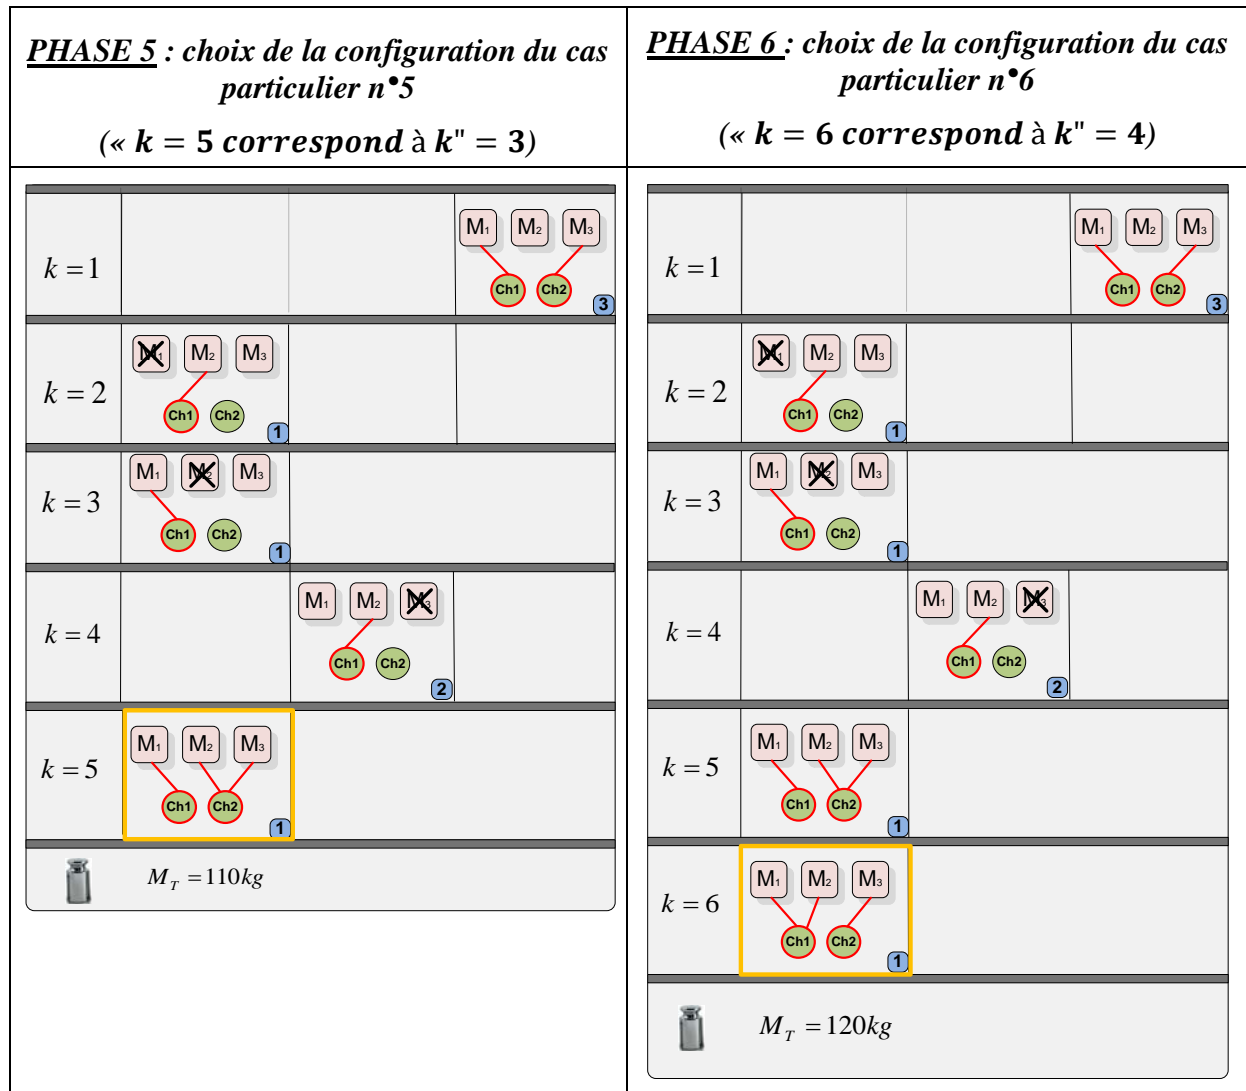 PHASE 5 : choix de la configuration du cas
particulier n•5
(« k = 5 correspond à k" = 3)
PHASE 6 : choix de la configuration du cas
particulier n•6
(« k = 6 correspond à k" = 4)
k = 1
M1 M2 M3
Ch1 Ch2
3
k = 2
M1 M2 M3
Ch1 Ch2
1
k = 3
M1 M2 M3
Ch1 Ch2
1
k = 4
M1 M2 M3
Ch1 Ch2
2
k = 5
M1 M2 M3
Ch1 Ch2
1
M_T = 110kg
k = 1
M1 M2 M3
Ch1 Ch2
3
k = 2
M1 M2 M3
Ch1 Ch2
1
k = 3
M1 M2 M3
Ch1 Ch2
1
k = 4
M1 M2 M3
Ch1 Ch2
2
k = 5
M1 M2 M3
Ch1 Ch2
1
k = 6
M1 M2 M3
Ch1 Ch2
1
M_T = 120kg